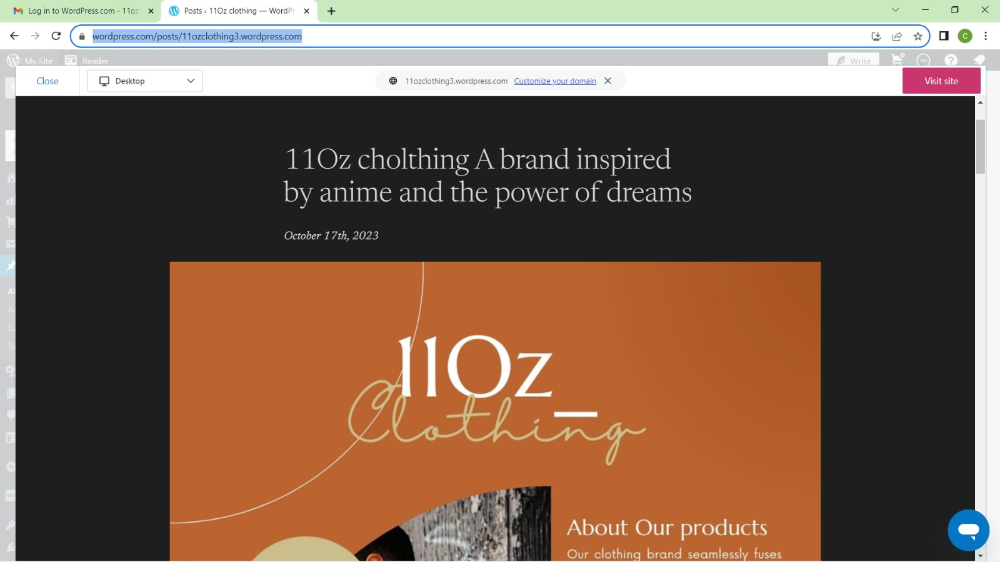 Log in to WordPress.com - 11oz
Posts ‹ 11Oz clothing — WordPr
wordpress.com/posts/11ozclothing3.wordpress.com
C
My Site
Reader
Write
Close
Desktop
11ozclothing3.wordpress.com Customize your domain
Visit site
11Oz cholthing A brand inspired
by anime and the power of dreams
October 17th, 2023
11Oz_
Clothing
About Our products
Our clothing brand seamlessly fuses